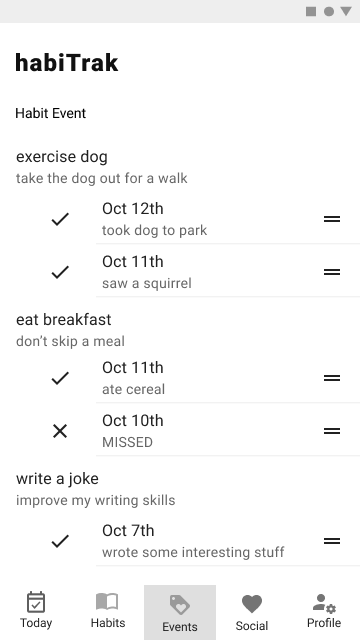 habiTrak
Habit Event
exercise dog
take the dog out for a walk
Oct 12th
took dog to park
Oct 11th
saw a squirrel
eat breakfast
don't skip a meal
Oct 11th
ate cereal
Oct 10th
MISSED
write a joke
improve my writing skills
Oct 7th
wrote some interesting stuff
Today Habits Events Social Profile